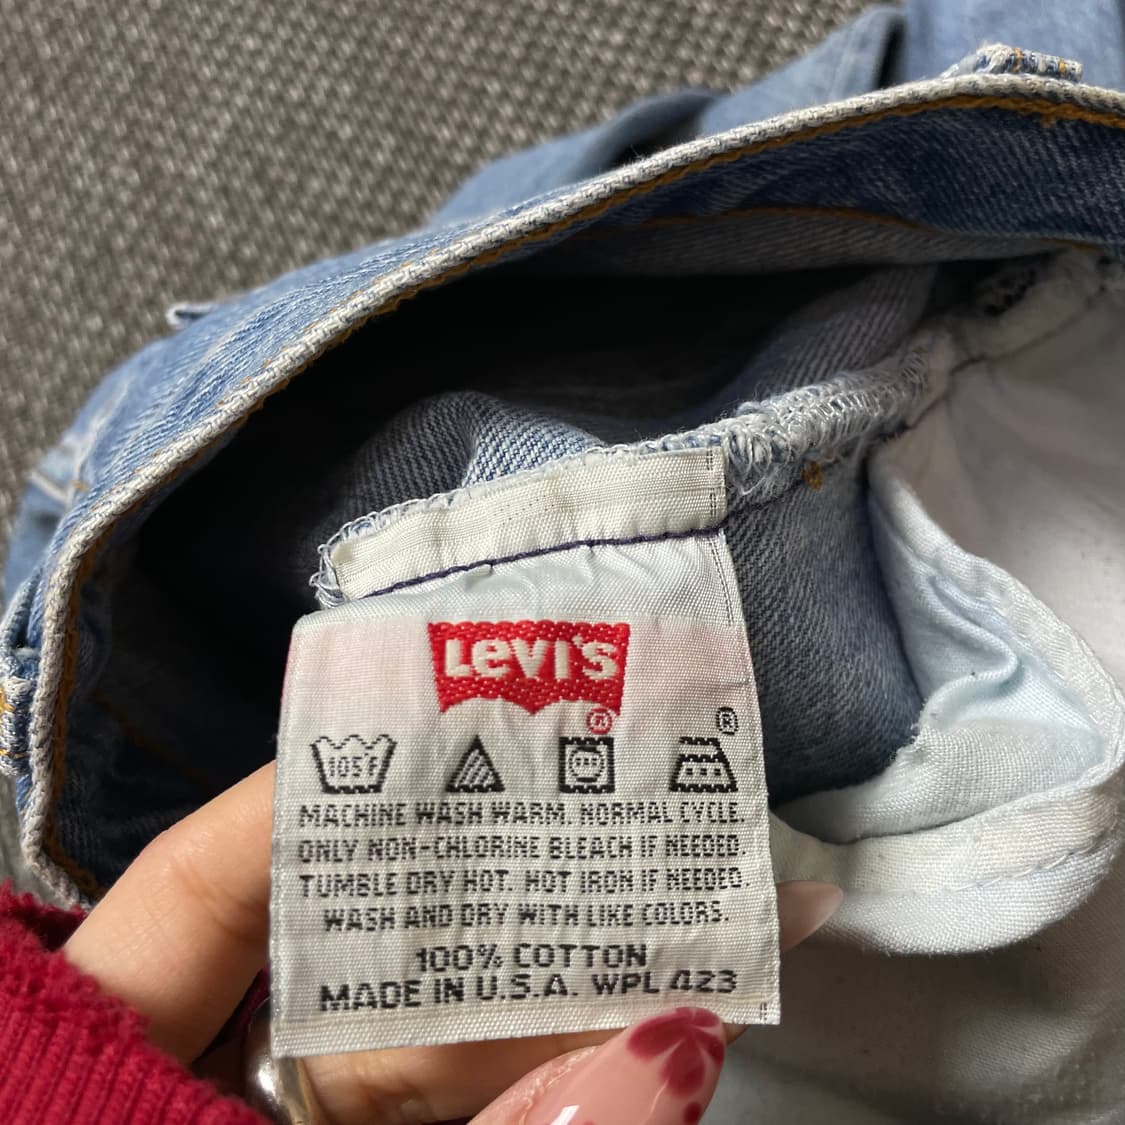 Levi's
®
®
105°F
MACHINE WASH WARM. NORMAL CYCLE.
ONLY NON-CHLORINE BLEACH IF NEEDED.
TUMBLE DRY HOT. HOT IRON IF NEEDED.
WASH AND DRY WITH LIKE COLORS.
100% COTTON
MADE IN U.S.A. WPL 423